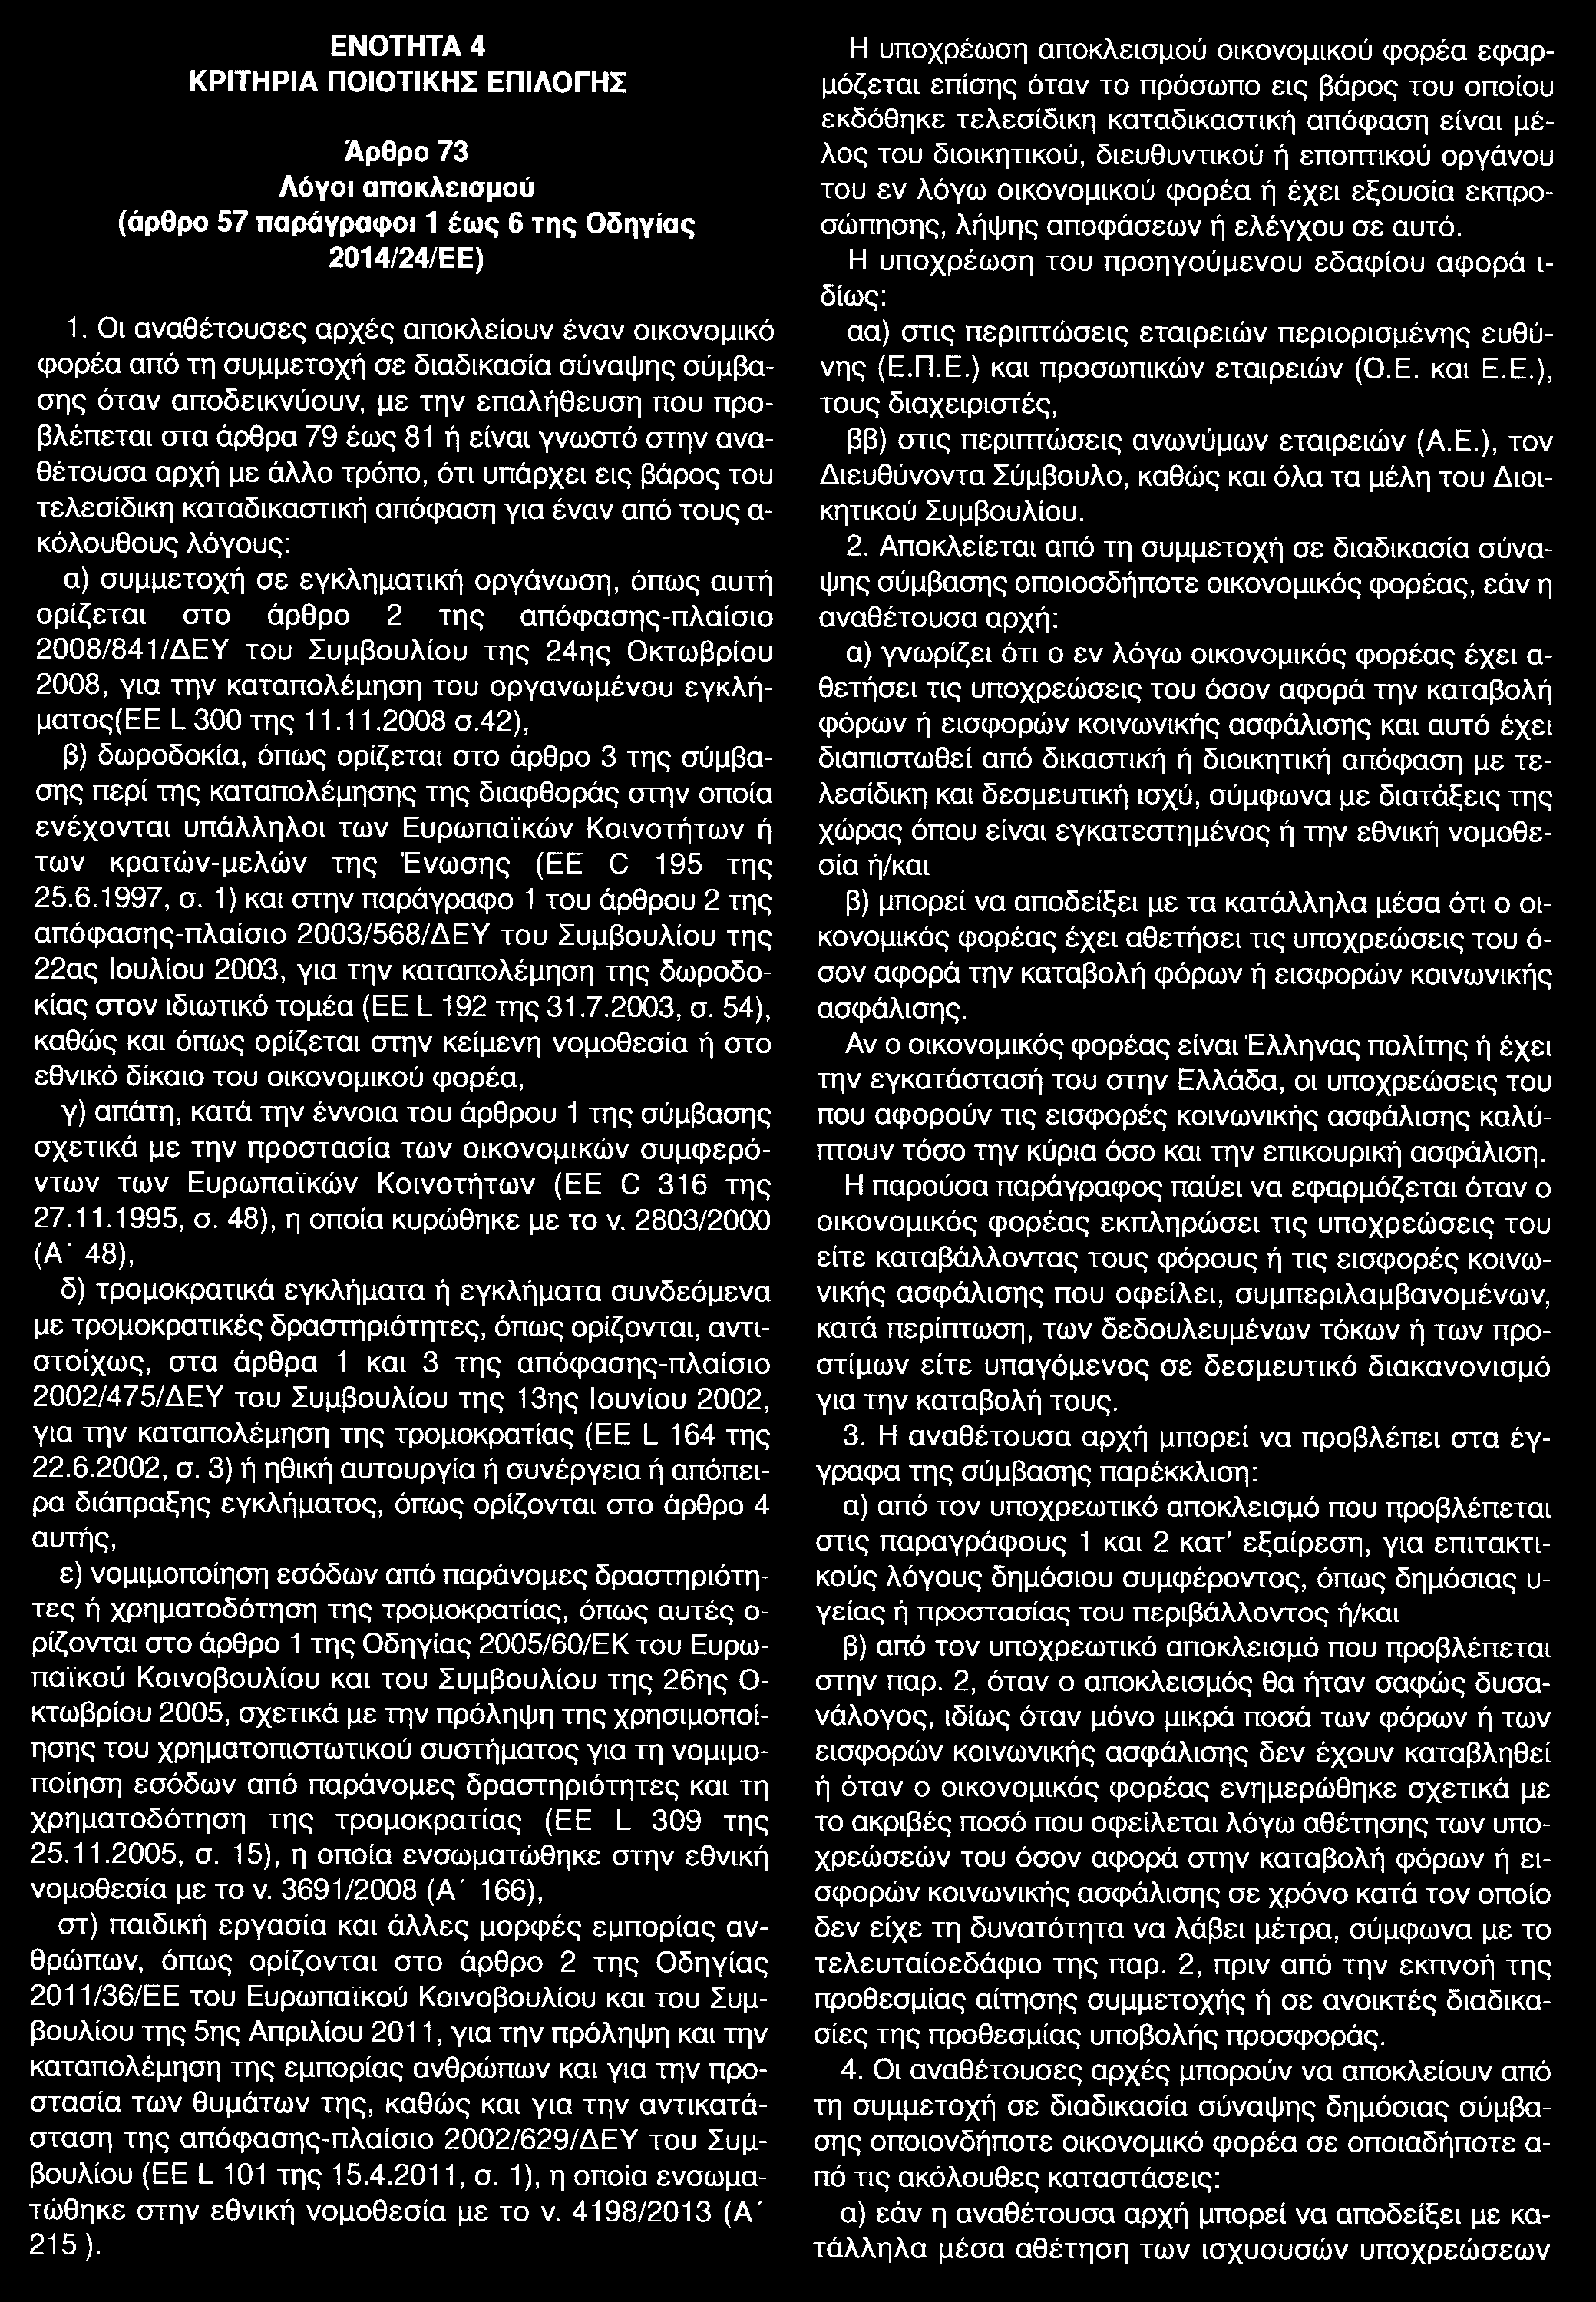 ΕΝΟΤΗΤΑ 4
ΚΡΙΤΗΡΙΑ ΠΟΙΟΤΙΚΗΣ ΕΠΙΛΟΓΗΣ
Άρθρο 73
Λόγοι αποκλεισμού
(άρθρο 57 παράγραφοι 1 έως 6 της Οδηγίας
2014/24/ΕΕ)
1. Οι αναθέτουσες αρχές αποκλείουν έναν οικονομικό
φορέα από τη συμμετοχή σε διαδικασία σύναψης σύμβα-
σης όταν αποδεικνύουν, με την επαλήθευση που προ-
βλέπεται στα άρθρα 79 έως 81 ή είναι γνωστό στην ανα-
θέτουσα αρχή με άλλο τρόπο, ότι υπάρχει εις βάρος του
τελεσίδικη καταδικαστική απόφαση για έναν από τους α-
κόλουθους λόγους:
α) συμμετοχή σε εγκληματική οργάνωση, όπως αυτή
ορίζεται στο άρθρο 2 της απόφασης-πλαίσιο
2008/841/ΔΕΥ του Συμβουλίου της 24ης Οκτωβρίου
2008, για την καταπολέμηση του οργανωμένου εγκλή-
ματος(ΕΕ L 300 της 11.11.2008 σ.42),
β) δωροδοκία, όπως ορίζεται στο άρθρο 3 της σύμβα-
σης περί της καταπολέμησης της διαφθοράς στην οποία
ενέχονται υπάλληλοι των Ευρωπαϊκών Κοινοτήτων ή
των κρατών-μελών της Ένωσης (ΕΕ C 195 της
25.6.1997, σ. 1) και στην παράγραφο 1 του άρθρου 2 της
απόφασης-πλαίσιο 2003/568/ΔΕΥ του Συμβουλίου της
22ας Ιουλίου 2003, για την καταπολέμηση της δωροδο-
κίας στον ιδιωτικό τομέα (ΕΕ L 192 της 31.7.2003, σ. 54),
καθώς και όπως ορίζεται στην κείμενη νομοθεσία ή στο
εθνικό δίκαιο του οικονομικού φορέα,
γ) απάτη, κατά την έννοια του άρθρου 1 της σύμβασης
σχετικά με την προστασία των οικονομικών συμφερό-
ντων των Ευρωπαϊκών Κοινοτήτων (ΕΕ C 316 της
27.11.1995, σ. 48), η οποία κυρώθηκε με το ν. 2803/2000
(Α΄ 48),
δ) τρομοκρατικά εγκλήματα ή εγκλήματα συνδεόμενα
με τρομοκρατικές δραστηριότητες, όπως ορίζονται, αντι-
στοίχως, στα άρθρα 1 και 3 της απόφασης-πλαίσιο
2002/475/ΔΕΥ του Συμβουλίου της 13ης Ιουνίου 2002,
για την καταπολέμηση της τρομοκρατίας (ΕΕ L 164 της
22.6.2002, σ. 3) ή ηθική αυτουργία ή συνέργεια ή απόπει-
ρα διάπραξης εγκλήματος, όπως ορίζονται στο άρθρο 4
αυτής,
ε) νομιμοποίηση εσόδων από παράνομες δραστηριότη-
τες ή χρηματοδότηση της τρομοκρατίας, όπως αυτές ο-
ρίζονται στο άρθρο 1 της Οδηγίας 2005/60/ΕΚ του Ευρω-
παϊκού Κοινοβουλίου και του Συμβουλίου της 26ης Ο-
κτωβρίου 2005, σχετικά με την πρόληψη της χρησιμοποί-
ησης του χρηματοπιστωτικού συστήματος για τη νομιμο-
ποίηση εσόδων από παράνομες δραστηριότητες και τη
χρηματοδότηση της τρομοκρατίας (ΕΕ L 309 της
25.11.2005, σ. 15), η οποία ενσωματώθηκε στην εθνική
νομοθεσία με το ν. 3691/2008 (Α΄ 166),
στ) παιδική εργασία και άλλες μορφές εμπορίας αν-
θρώπων, όπως ορίζονται στο άρθρο 2 της Οδηγίας
2011/36/ΕΕ του Ευρωπαϊκού Κοινοβουλίου και του Συμ-
βουλίου της 5ης Απριλίου 2011, για την πρόληψη και την
καταπολέμηση της εμπορίας ανθρώπων και για την προ-
στασία των θυμάτων της, καθώς και για την αντικατά-
σταση της απόφασης-πλαίσιο 2002/629/ΔΕΥ του Συμ-
βουλίου (ΕΕ L 101 της 15.4.2011, σ. 1), η οποία ενσωμα-
τώθηκε στην εθνική νομοθεσία με το ν. 4198/2013 (Α΄
215 ).
Η υποχρέωση αποκλεισμού οικονομικού φορέα εφαρ-
μόζεται επίσης όταν το πρόσωπο εις βάρος του οποίου
εκδόθηκε τελεσίδικη καταδικαστική απόφαση είναι μέ-
λος του διοικητικού, διευθυντικού ή εποπτικού οργάνου
του εν λόγω οικονομικού φορέα ή έχει εξουσία εκπρο-
σώπησης, λήψης αποφάσεων ή ελέγχου σε αυτό.
Η υποχρέωση του προηγούμενου εδαφίου αφορά ι-
δίως:
αα) στις περιπτώσεις εταιρειών περιορισμένης ευθύ-
νης (Ε.Π.Ε.) και προσωπικών εταιρειών (Ο.Ε. και Ε.Ε.),
τους διαχειριστές,
ββ) στις περιπτώσεις ανωνύμων εταιρειών (Α.Ε.), τον
Διευθύνοντα Σύμβουλο, καθώς και όλα τα μέλη του Διοι-
κητικού Συμβουλίου.
2. Αποκλείεται από τη συμμετοχή σε διαδικασία σύνα-
ψης σύμβασης οποιοσδήποτε οικονομικός φορέας, εάν η
αναθέτουσα αρχή:
α) γνωρίζει ότι ο εν λόγω οικονομικός φορέας έχει α-
θετήσει τις υποχρεώσεις του όσον αφορά την καταβολή
φόρων ή εισφορών κοινωνικής ασφάλισης και αυτό έχει
διαπιστωθεί από δικαστική ή διοικητική απόφαση με τε-
λεσίδικη και δεσμευτική ισχύ, σύμφωνα με διατάξεις της
χώρας όπου είναι εγκατεστημένος ή την εθνική νομοθε-
σία ή/και
β) μπορεί να αποδείξει με τα κατάλληλα μέσα ότι ο οι-
κονομικός φορέας έχει αθετήσει τις υποχρεώσεις του ό-
σον αφορά την καταβολή φόρων ή εισφορών κοινωνικής
ασφάλισης.
Αν ο οικονομικός φορέας είναι Έλληνας πολίτης ή έχει
την εγκατάστασή του στην Ελλάδα, οι υποχρεώσεις του
που αφορούν τις εισφορές κοινωνικής ασφάλισης καλύ-
πτουν τόσο την κύρια όσο και την επικουρική ασφάλιση.
Η παρούσα παράγραφος παύει να εφαρμόζεται όταν ο
οικονομικός φορέας εκπληρώσει τις υποχρεώσεις του
είτε καταβάλλοντας τους φόρους ή τις εισφορές κοινω-
νικής ασφάλισης που οφείλει, συμπεριλαμβανομένων,
κατά περίπτωση, των δεδουλευμένων τόκων ή των προ-
στίμων είτε υπαγόμενος σε δεσμευτικό διακανονισμό
για την καταβολή τους.
3. Η αναθέτουσα αρχή μπορεί να προβλέπει στα έγ-
γραφα της σύμβασης παρέκκλιση:
α) από τον υποχρεωτικό αποκλεισμό που προβλέπεται
στις παραγράφους 1 και 2 κατ’ εξαίρεση, για επιτακτι-
κούς λόγους δημόσιου συμφέροντος, όπως δημόσιας υ-
γείας ή προστασίας του περιβάλλοντος ή/και
β) από τον υποχρεωτικό αποκλεισμό που προβλέπεται
στην παρ. 2, όταν ο αποκλεισμός θα ήταν σαφώς δυσα-
νάλογος, ιδίως όταν μόνο μικρά ποσά των φόρων ή των
εισφορών κοινωνικής ασφάλισης δεν έχουν καταβληθεί
ή όταν ο οικονομικός φορέας ενημερώθηκε σχετικά με
το ακριβές ποσό που οφείλεται λόγω αθέτησης των υπο-
χρεώσεών του όσον αφορά στην καταβολή φόρων ή ει-
σφορών κοινωνικής ασφάλισης σε χρόνο κατά τον οποίο
δεν είχε τη δυνατότητα να λάβει μέτρα, σύμφωνα με το
τελευταίοεδάφιο της παρ. 2, πριν από την εκπνοή της
προθεσμίας αίτησης συμμετοχής ή σε ανοικτές διαδικα-
σίες της προθεσμίας υποβολής προσφοράς.
4. Οι αναθέτουσες αρχές μπορούν να αποκλείουν από
τη συμμετοχή σε διαδικασία σύναψης δημόσιας σύμβα-
σης οποιονδήποτε οικονομικό φορέα σε οποιαδήποτε α-
πό τις ακόλουθες καταστάσεις:
α) εάν η αναθέτουσα αρχή μπορεί να αποδείξει με κα-
τάλληλα μέσα αθέτηση των ισχυουσών υποχρεώσεων